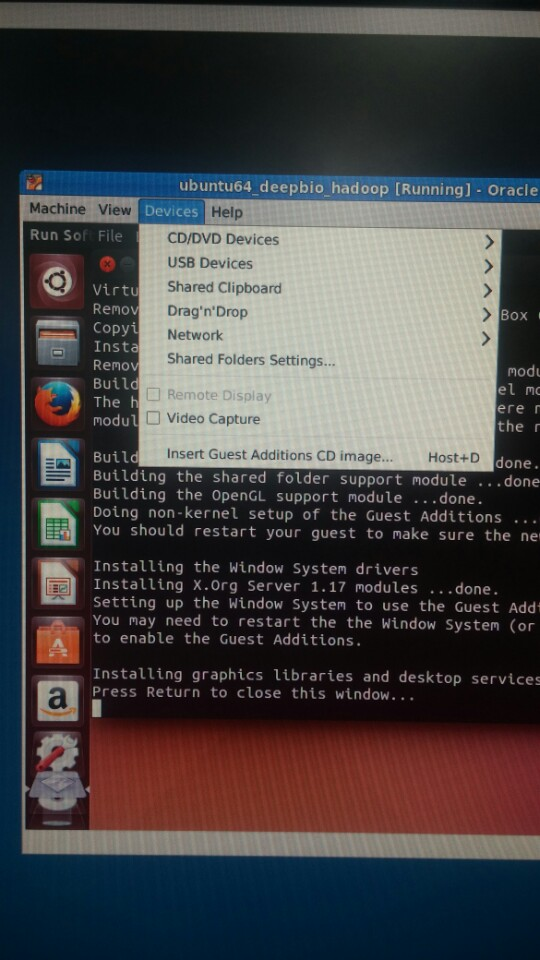 ubuntu64_deepbio_hadoop [Running] - Oracle
Machine View Devices Help
Run Sof File
CD/DVD Devices
USB Devices
Shared Clipboard
Drag'n'Drop
Network
Shared Folders Settings...
Remote Display
Video Capture
Insert Guest Additions CD image... Host+D
Virtu
Remov Box
Copyi
Insta
Remov modu
Build el mo
The h ere n
modul the n
Build done.
Building the shared folder support module ...done
Building the OpenGL support module ...done.
Doing non-kernel setup of the Guest Additions ...
You should restart your guest to make sure the ne
Installing the Window System drivers
Installing X.Org Server 1.17 modules ...done.
Setting up the Window System to use the Guest Add
You may need to restart the the Window System (or
to enable the Guest Additions.
Installing graphics libraries and desktop services
Press Return to close this window...